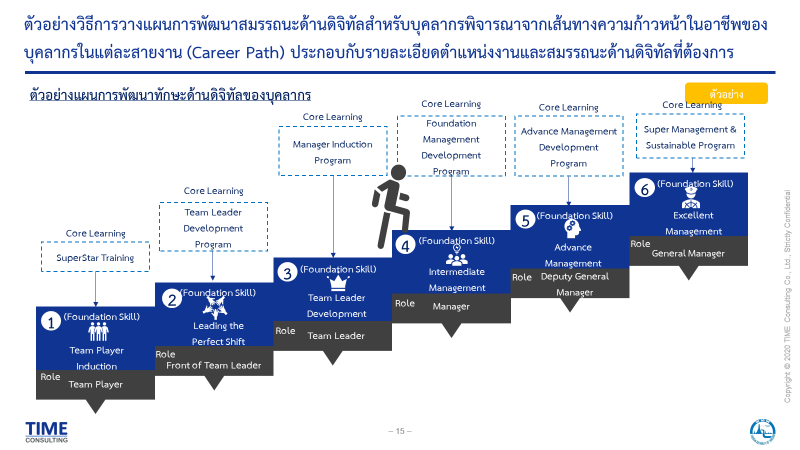 ตัวอย่างวิธีการวางแผนการพัฒนาสมรรถนะด้านดิจิทัลสำหรับบุคลากรพิจารณาจากเส้นทางความก้าวหน้าในอาชีพของ
บุคลากรในแต่ละสายงาน (Career Path) ประกอบกับรายละเอียดตำแหน่งงานและสมรรถนะด้านดิจิทัลที่ต้องการ
ตัวอย่างแผนการพัฒนาทักษะด้านดิจิทัลของบุคลากร
ตัวอย่าง
Core Learning
SuperStar Training
1
(Foundation Skill)
Team Player
Induction
Role
Team Player
Core Learning
Team Leader
Development
Program
2
(Foundation Skill)
Leading the
Perfect Shift
Role
Front of Team Leader
Core Learning
Manager Induction
Program
3
(Foundation Skill)
Team Leader
Development
Role
Team Leader
Core Learning
Foundation
Management
Development
Program
4
(Foundation Skill)
Intermediate
Management
Role
Manager
Core Learning
Advance Management
Development
Program
5
(Foundation Skill)
Advance
Management
Role
Deputy General
Manager
Core Learning
Super Management &
Sustainable Program
6
(Foundation Skill)
Excellent
Management
Role
General Manager
Copyright © 2020 TIME Consulting Co., Ltd. Strictly Confidential
TIME
CONSULTING
– 15 –